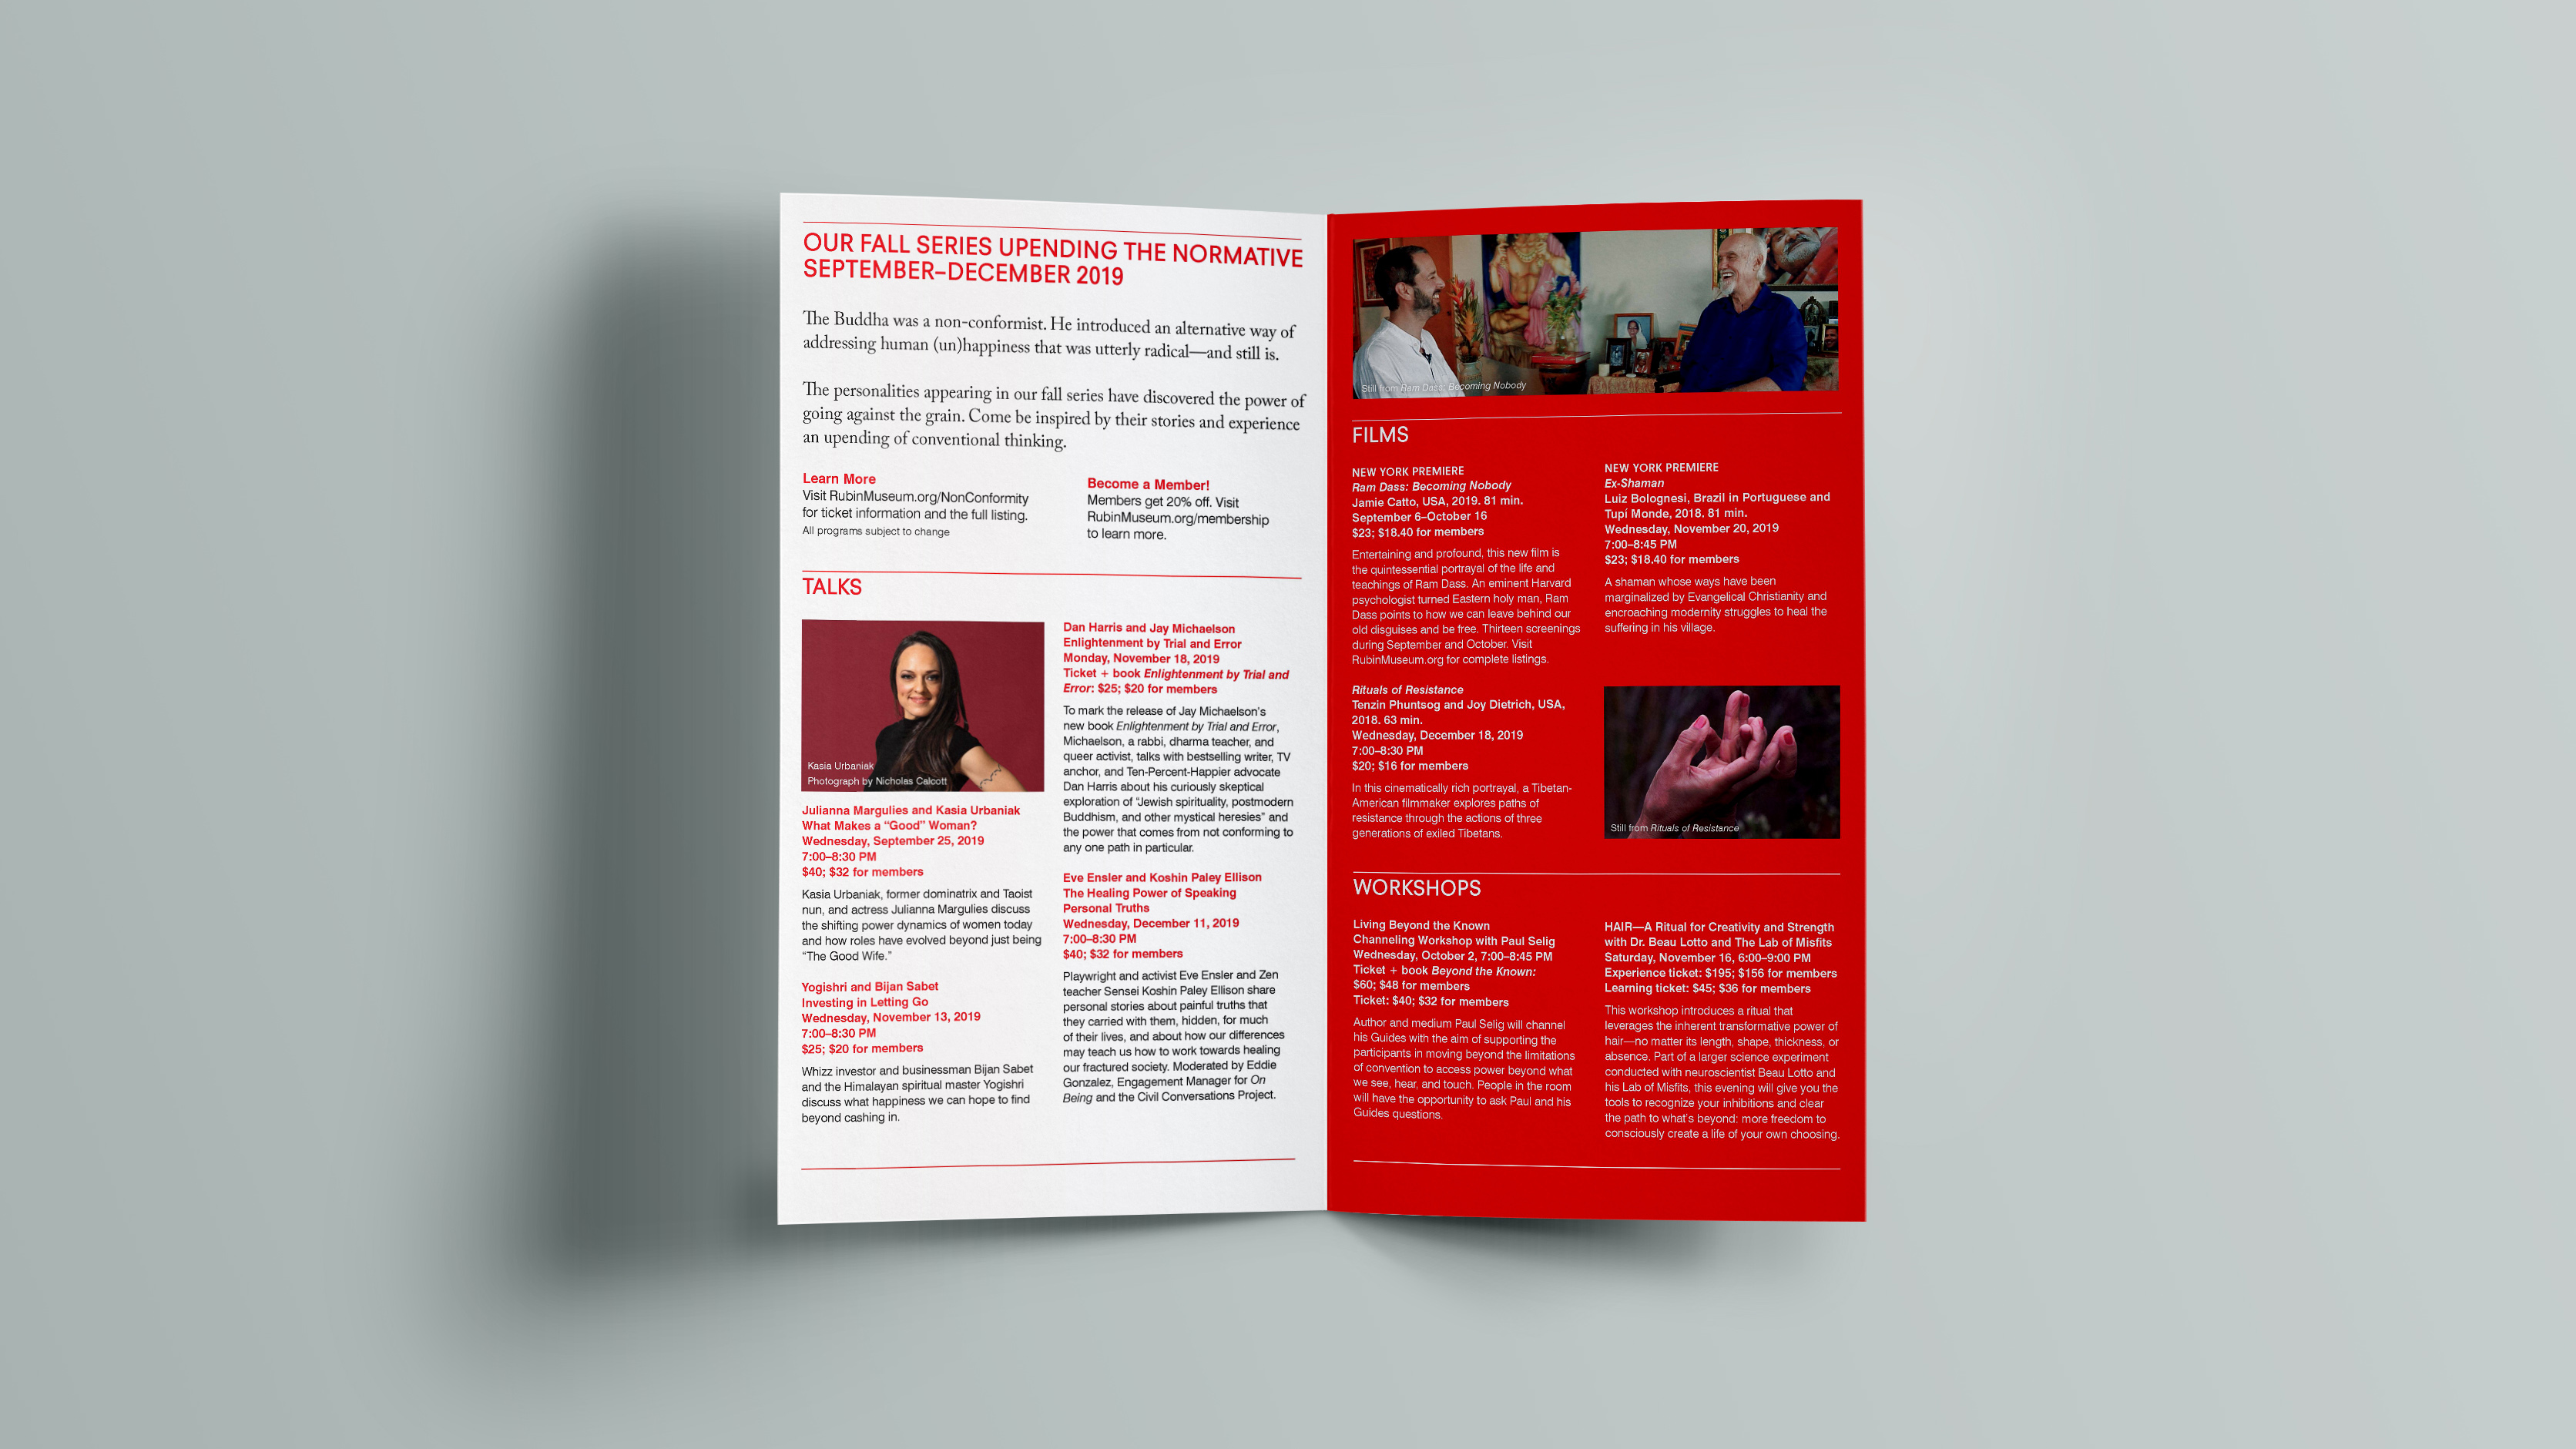 OUR FALL SERIES UPENDING THE NORMATIVE
SEPTEMBER–DECEMBER 2019
The Buddha was a non-conformist. He introduced an alternative way of
addressing human (un)happiness that was utterly radical—and still is.
The personalities appearing in our fall series have discovered the power of
going against the grain. Come be inspired by their stories and experience
an upending of conventional thinking.
Learn More
Visit RubinMuseum.org/NonConformity
for ticket information and the full listing.
All programs subject to change
Become a Member!
Members get 20% off. Visit
RubinMuseum.org/membership
to learn more.
TALKS
Kasia Urbaniak
Photograph by Nicholas Calcott
Julianna Margulies and Kasia Urbaniak
What Makes a “Good” Woman?
Wednesday, September 25, 2019
7:00–8:30 PM
$40; $32 for members
Kasia Urbaniak, former dominatrix and Taoist
nun, and actress Julianna Margulies discuss
the shifting power dynamics of women today
and how roles have evolved beyond just being
“The Good Wife.”
Yogishri and Bijan Sabet
Investing in Letting Go
Wednesday, November 13, 2019
7:00–8:30 PM
$25; $20 for members
Whizz investor and businessman Bijan Sabet
and the Himalayan spiritual master Yogishri
discuss what happiness we can hope to find
beyond cashing in.
Dan Harris and Jay Michaelson
Enlightenment by Trial and Error
Monday, November 18, 2019
Ticket + book Enlightenment by Trial and
Error: $25; $20 for members
To mark the release of Jay Michaelson's
new book Enlightenment by Trial and Error,
Michaelson, a rabbi, dharma teacher, and
queer activist, talks with bestselling writer, TV
anchor, and Ten-Percent-Happier advocate
Dan Harris about his curiously skeptical
exploration of “Jewish spirituality, postmodern
Buddhism, and other mystical heresies” and
the power that comes from not conforming to
any one path in particular.
Eve Ensler and Koshin Paley Ellison
The Healing Power of Speaking
Personal Truths
Wednesday, December 11, 2019
7:00–8:30 PM
$40; $32 for members
Playwright and activist Eve Ensler and Zen
teacher Sensei Koshin Paley Ellison share
personal stories about painful truths that
they carried with them, hidden, for much
of their lives, and about how our differences
may teach us how to work towards healing
our fractured society. Moderated by Eddie
Gonzalez, Engagement Manager for On
Being and the Civil Conversations Project.
Still from Ram Dass: Becoming Nobody
FILMS
NEW YORK PREMIERE
Ram Dass: Becoming Nobody
Jamie Catto, USA, 2019. 81 min.
September 6–October 16
$23; $18.40 for members
Entertaining and profound, this new film is
the quintessential portrayal of the life and
teachings of Ram Dass. An eminent Harvard
psychologist turned Eastern holy man, Ram
Dass points to how we can leave behind our
old disguises and be free. Thirteen screenings
during September and October. Visit
RubinMuseum.org for complete listings.
Rituals of Resistance
Tenzin Phuntsog and Joy Dietrich, USA,
2018. 63 min.
Wednesday, December 18, 2019
7:00–8:30 PM
$20; $16 for members
In this cinematically rich portrayal, a Tibetan-
American filmmaker explores paths of
resistance through the actions of three
generations of exiled Tibetans.
NEW YORK PREMIERE
Ex-Shaman
Luiz Bolognesi, Brazil in Portuguese and
Tupí Monde, 2018. 81 min.
Wednesday, November 20, 2019
7:00–8:45 PM
$23; $18.40 for members
A shaman whose ways have been
marginalized by Evangelical Christianity and
encroaching modernity struggles to heal the
suffering in his village.
Still from Rituals of Resistance
WORKSHOPS
Living Beyond the Known
Channeling Workshop with Paul Selig
Wednesday, October 2, 7:00–8:45 PM
Ticket + book Beyond the Known:
$60; $48 for members
Ticket: $40; $32 for members
Author and medium Paul Selig will channel
his Guides with the aim of supporting the
participants in moving beyond the limitations
of convention to access power beyond what
we see, hear, and touch. People in the room
will have the opportunity to ask Paul and his
Guides questions.
HAIR—A Ritual for Creativity and Strength
with Dr. Beau Lotto and The Lab of Misfits
Saturday, November 16, 6:00–9:00 PM
Experience ticket: $195; $156 for members
Learning ticket: $45; $36 for members
This workshop introduces a ritual that
leverages the inherent transformative power of
hair—no matter its length, shape, thickness, or
absence. Part of a larger science experiment
conducted with neuroscientist Beau Lotto and
his Lab of Misfits, this evening will give you the
tools to recognize your inhibitions and clear
the path to what's beyond: more freedom to
consciously create a life of your own choosing.